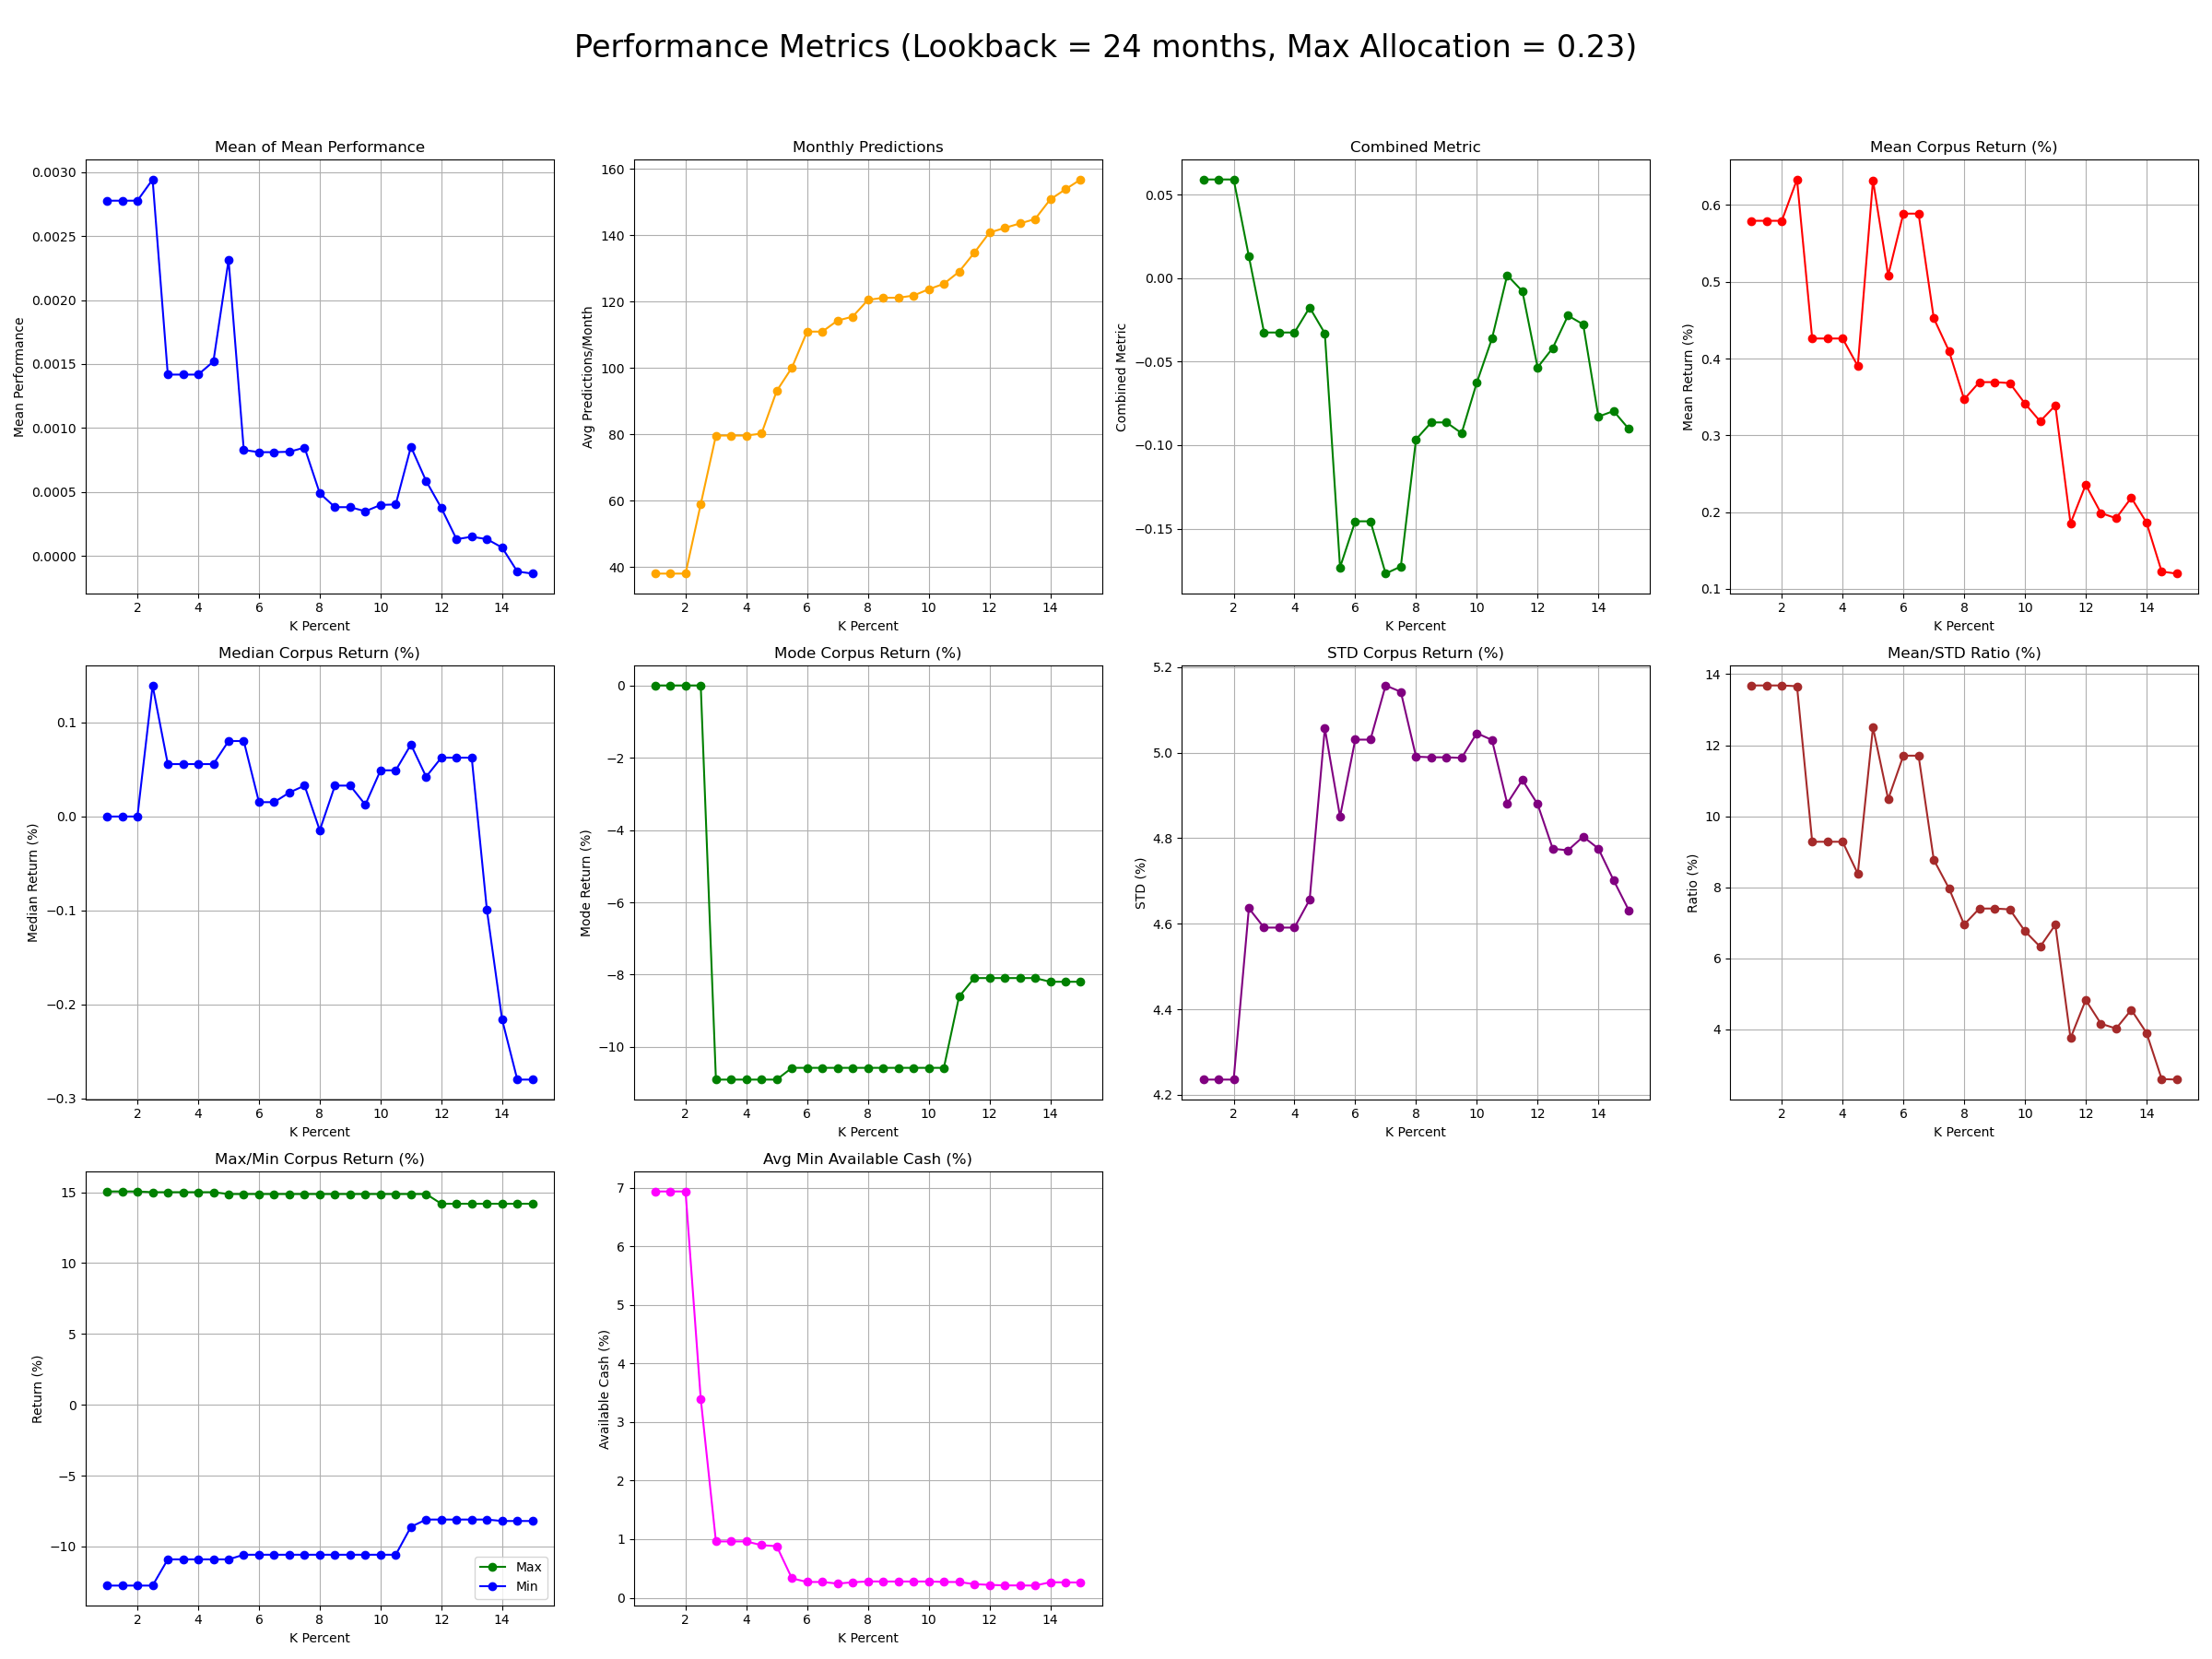 Performance Metrics (Lookback = 24 months, Max Allocation = 0.23)
Mean of Mean Performance
Mean Performance
0.0030
0.0025
0.0020
0.0015
0.0010
0.0005
0.0000
2 4 6 8 10 12 14
K Percent
Monthly Predictions
Avg Predictions/Month
160
140
120
100
80
60
40
2 4 6 8 10 12 14
K Percent
Combined Metric
Combined Metric
0.05
0.00
−0.05
−0.10
−0.15
2 4 6 8 10 12 14
K Percent
Mean Corpus Return (%)
Mean Return (%)
0.6
0.5
0.4
0.3
0.2
0.1
2 4 6 8 10 12 14
K Percent
Median Corpus Return (%)
Median Return (%)
0.1
0.0
−0.1
−0.2
−0.3
2 4 6 8 10 12 14
K Percent
Mode Corpus Return (%)
Mode Return (%)
0
−2
−4
−6
−8
−10
2 4 6 8 10 12 14
K Percent
STD Corpus Return (%)
STD (%)
5.2
5.0
4.8
4.6
4.4
4.2
2 4 6 8 10 12 14
K Percent
Mean/STD Ratio (%)
Ratio (%)
14
12
10
8
6
4
2 4 6 8 10 12 14
K Percent
Max/Min Corpus Return (%)
Return (%)
15
10
5
0
−5
−10
Max
Min
2 4 6 8 10 12 14
K Percent
Avg Min Available Cash (%)
Available Cash (%)
7
6
5
4
3
2
1
0
2 4 6 8 10 12 14
K Percent